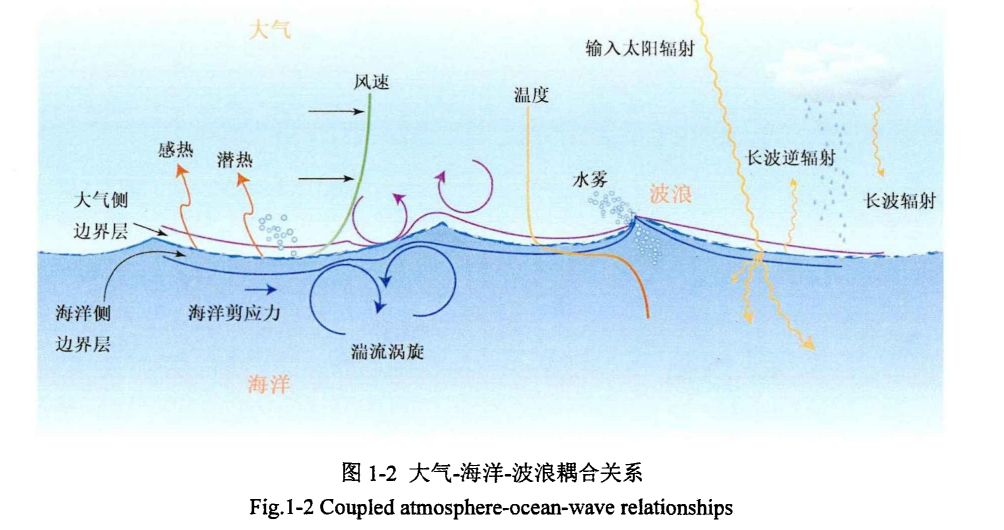 大气
输入太阳辐射
风速
温度
感热
潜热
长波逆辐射
水雾
波浪
大气侧
边界层
长波辐射
海洋侧
边界层
海洋剪应力
湍流涡旋
海洋
图 1-2 大气-海洋-波浪耦合关系
Fig.1-2 Coupled atmosphere-ocean-wave relationships